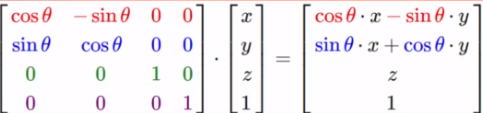 cos θ −sin θ 0 0 x cos θ · x − sin θ · y
sin θ cos θ 0 0 y sin θ · x + cos θ · y
0 0 1 0 · z = z
0 0 0 1 1 1